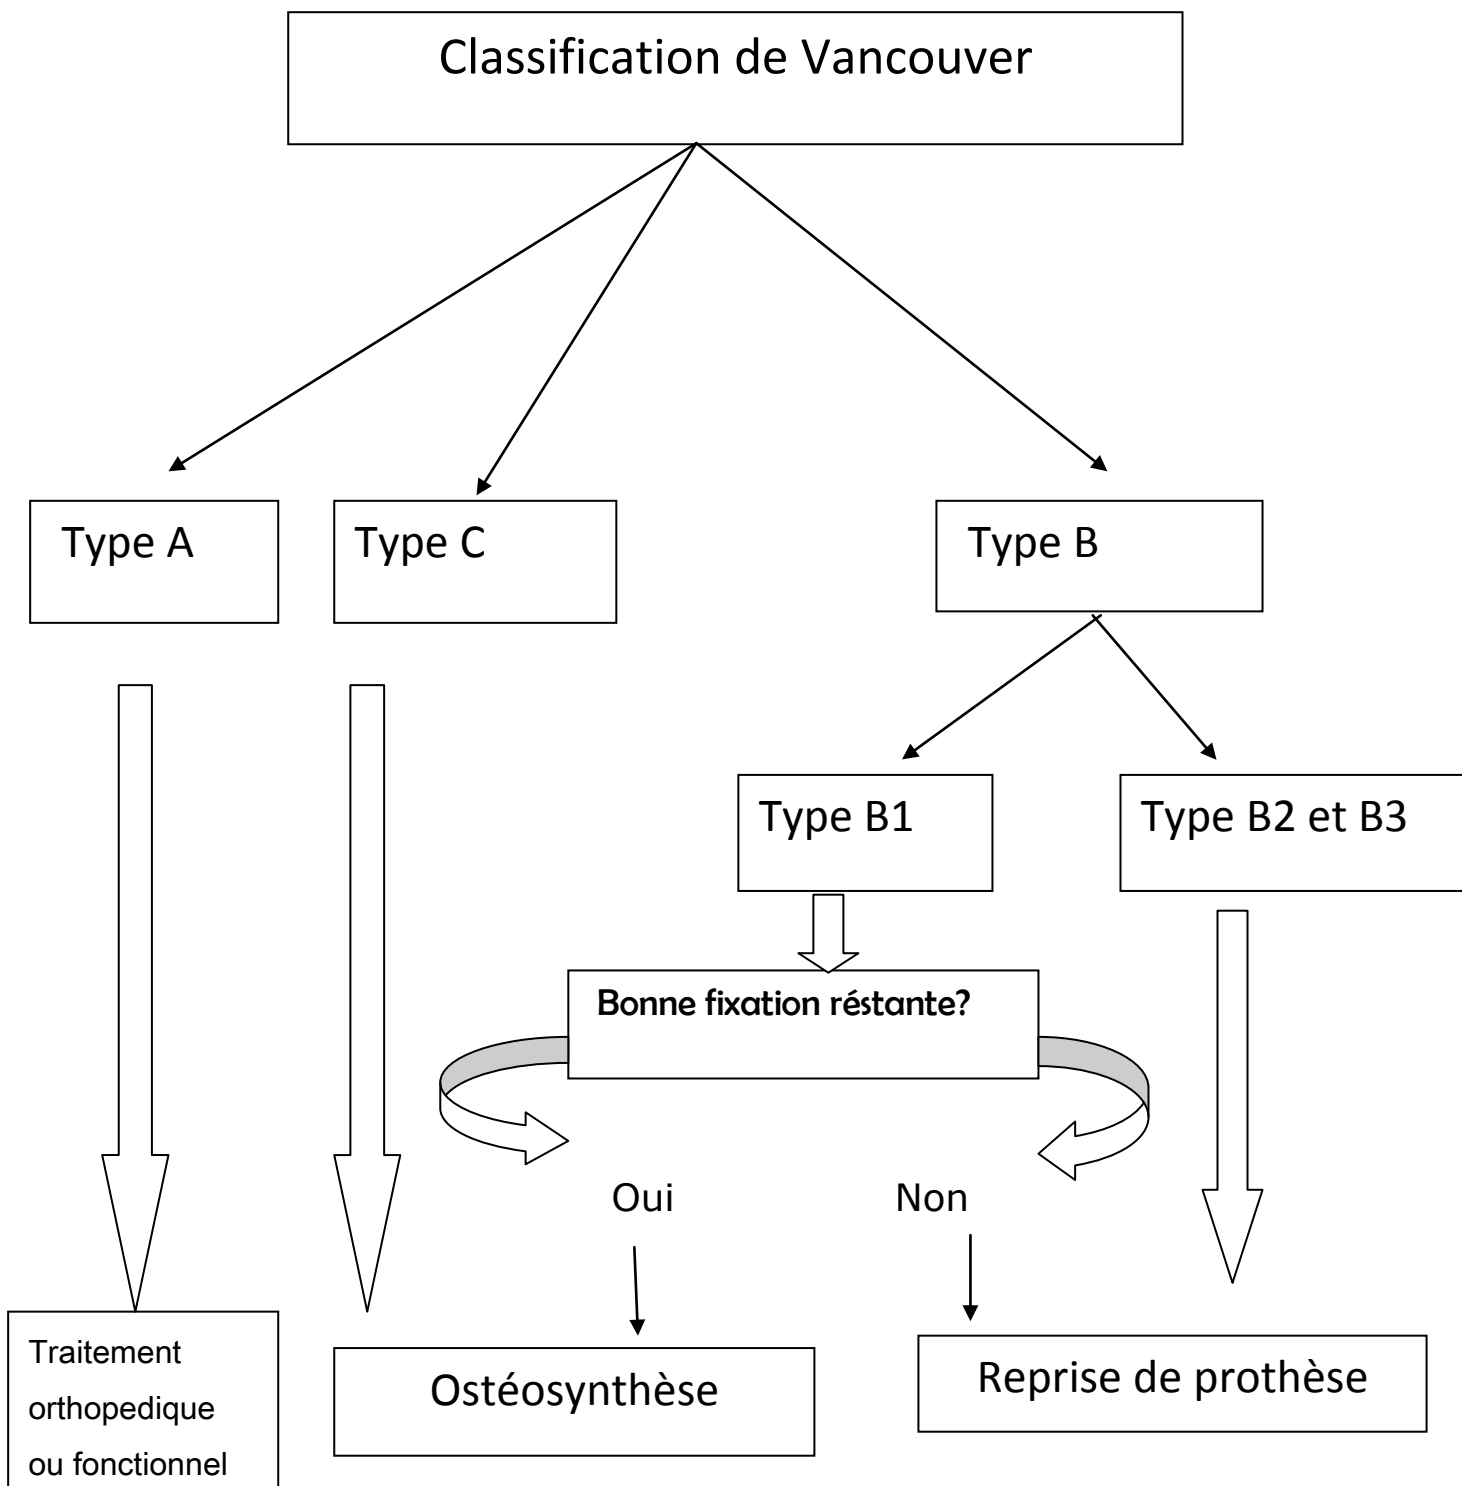 Classification de Vancouver
Type A
Type C
Type B
Type B1
Type B2 et B3
Bonne fixation réstante?
Oui
Non
Traitement
orthopedique
ou fonctionnel
Ostéosynthèse
Reprise de prothèse